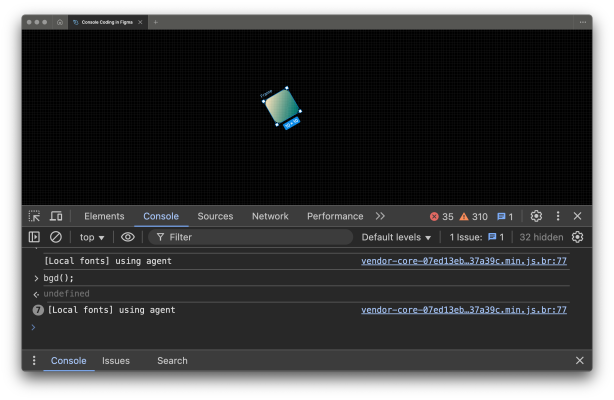 Console Coding in Figma
Frame
Elements Console Sources Network Performance 35 310 1
top Filter Default levels 1 Issue: 1 32 hidden
[Local fonts] using agent vendor-core-07ed13eb…37a39c.min.js.br:77
bgd();
undefined
7 [Local fonts] using agent vendor-core-07ed13eb…37a39c.min.js.br:77
Console Issues Search